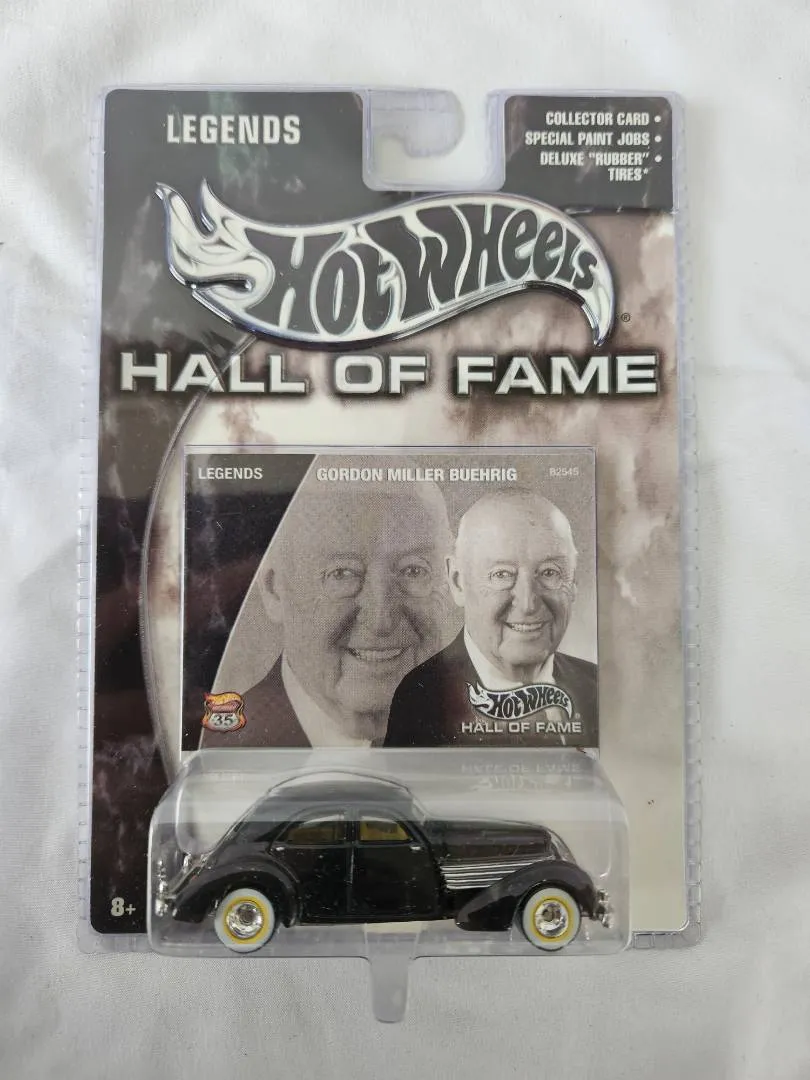 LEGENDS
COLLECTOR CARD •
SPECIAL PAINT JOBS •
DELUXE "RUBBER" •
TIRES*
Hot Wheels ®
HALL OF FAME
LEGENDS GORDON MILLER BUEHRIG B2545
35
Hot Wheels
HALL OF FAME
8+